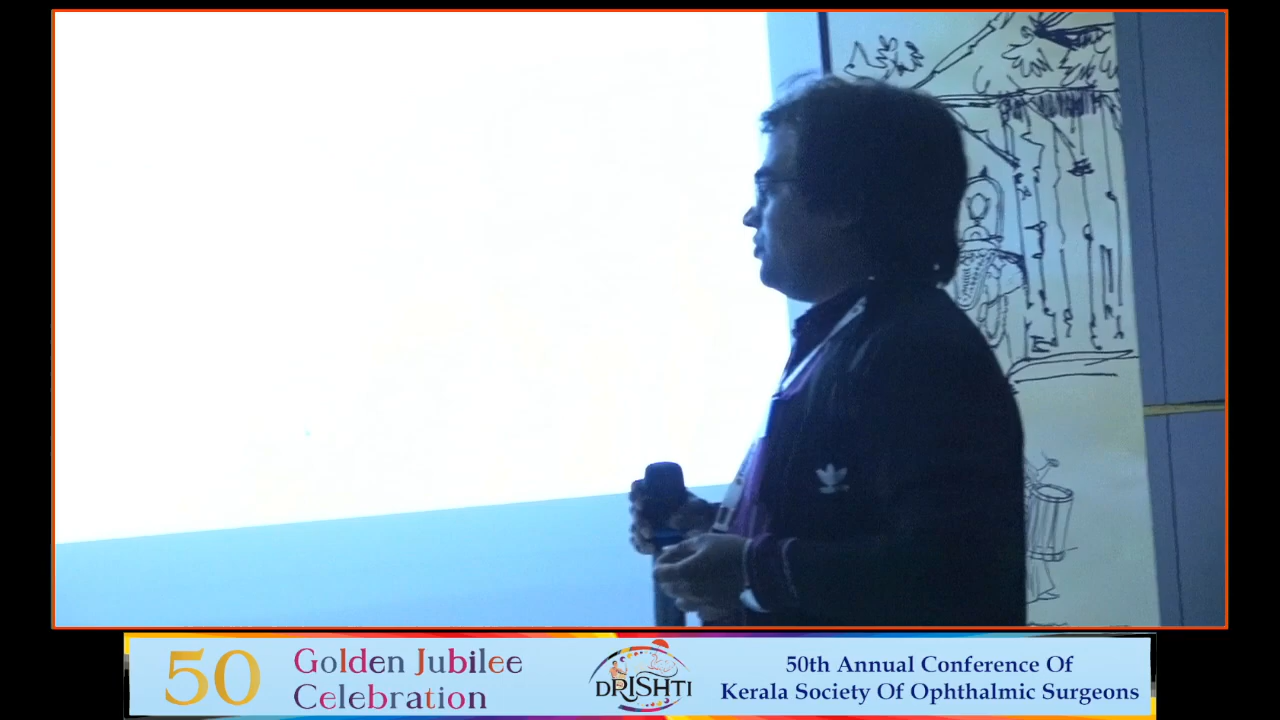 50
Golden Jubilee
Celebration
DRISHTI
50th Annual Conference Of
Kerala Society Of Ophthalmic Surgeons